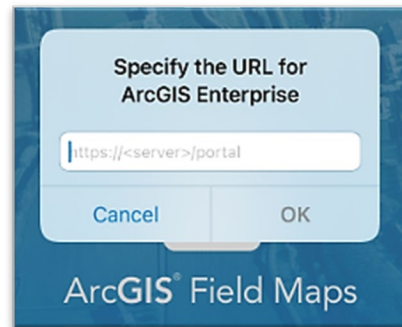 Specify the URL for
ArcGIS Enterprise
https://<server>/portal
Cancel
OK
ArcGIS® Field Maps